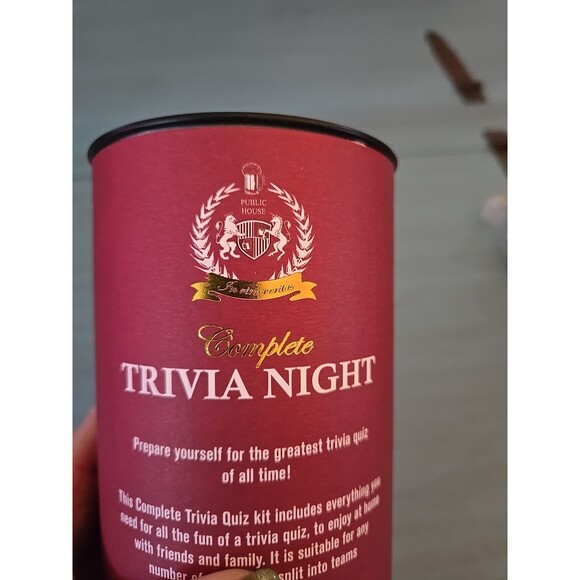 PUBLIC
HOUSE
In vino veritas
Complete
TRIVIA NIGHT
Prepare yourself for the greatest trivia quiz
of all time!
This Complete Trivia Quiz kit includes everything you
need for all the fun of a trivia quiz, to enjoy at home
with friends and family. It is suitable for any
number of split into teams